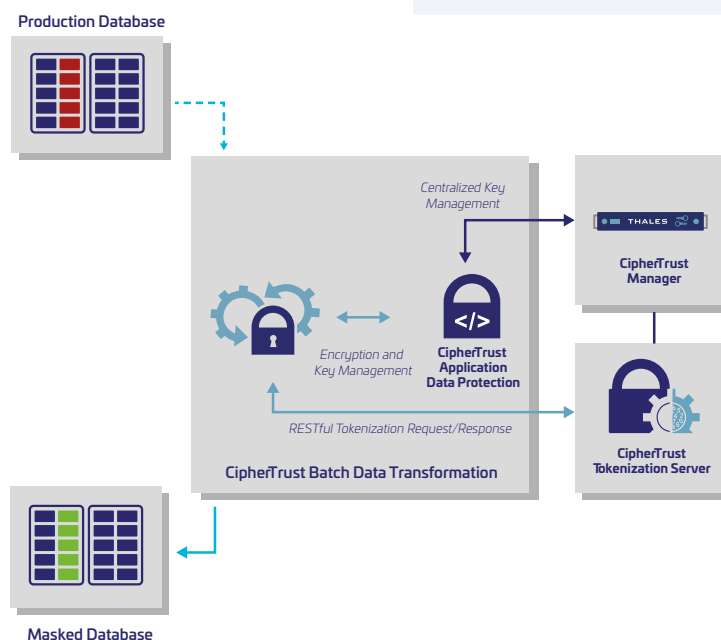 Production Database
Centralized Key
Management
THALES
CipherTrust
Manager
</>
Encryption and
Key Management
CipherTrust
Application
Data Protection
RESTful Tokenization Request/Response
CipherTrust
Tokenization Server
CipherTrust Batch Data Transformation
Masked Database